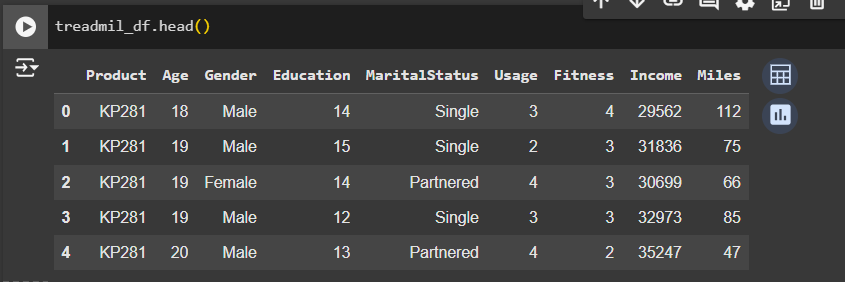 treadmil_df.head()
Product Age Gender Education MaritalStatus Usage Fitness Income Miles
0 KP281 18 Male 14 Single 3 4 29562 112
1 KP281 19 Male 15 Single 2 3 31836 75
2 KP281 19 Female 14 Partnered 4 3 30699 66
3 KP281 19 Male 12 Single 3 3 32973 85
4 KP281 20 Male 13 Partnered 4 2 35247 47